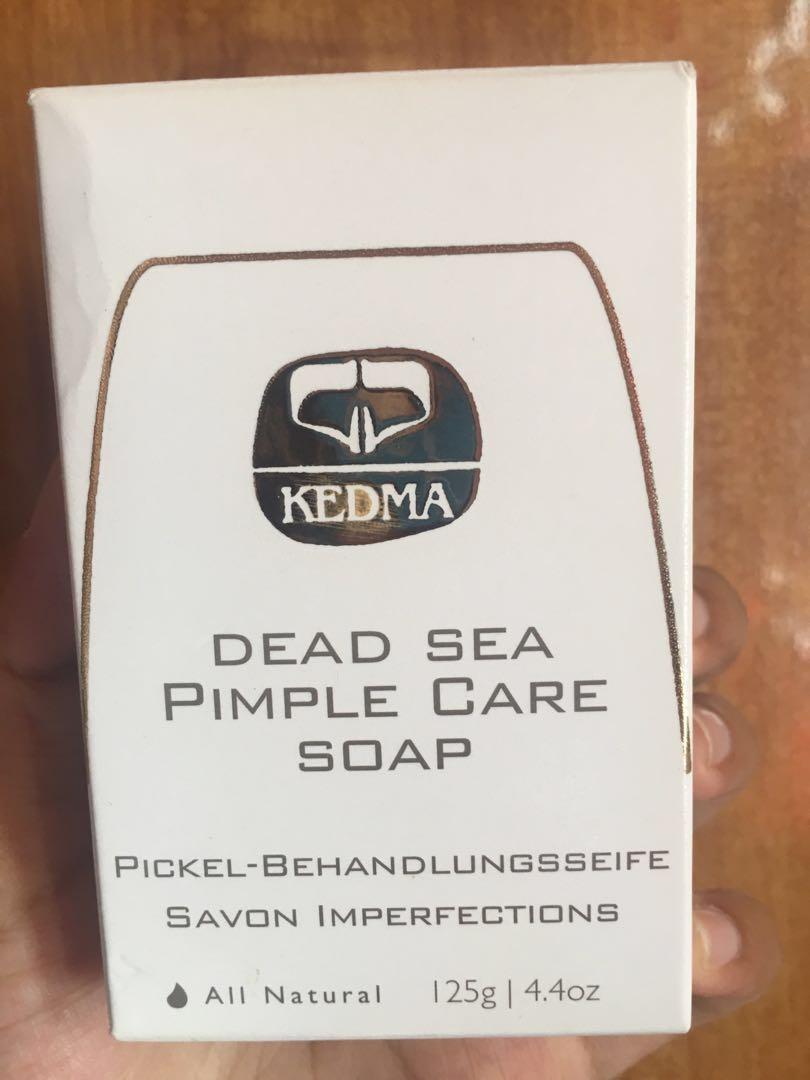 KEDMA
DEAD SEA
PIMPLE CARE
SOAP
PICKEL-BEHANDLUNGSSEIFE
SAVON IMPERFECTIONS
All Natural 125g | 4.4oz